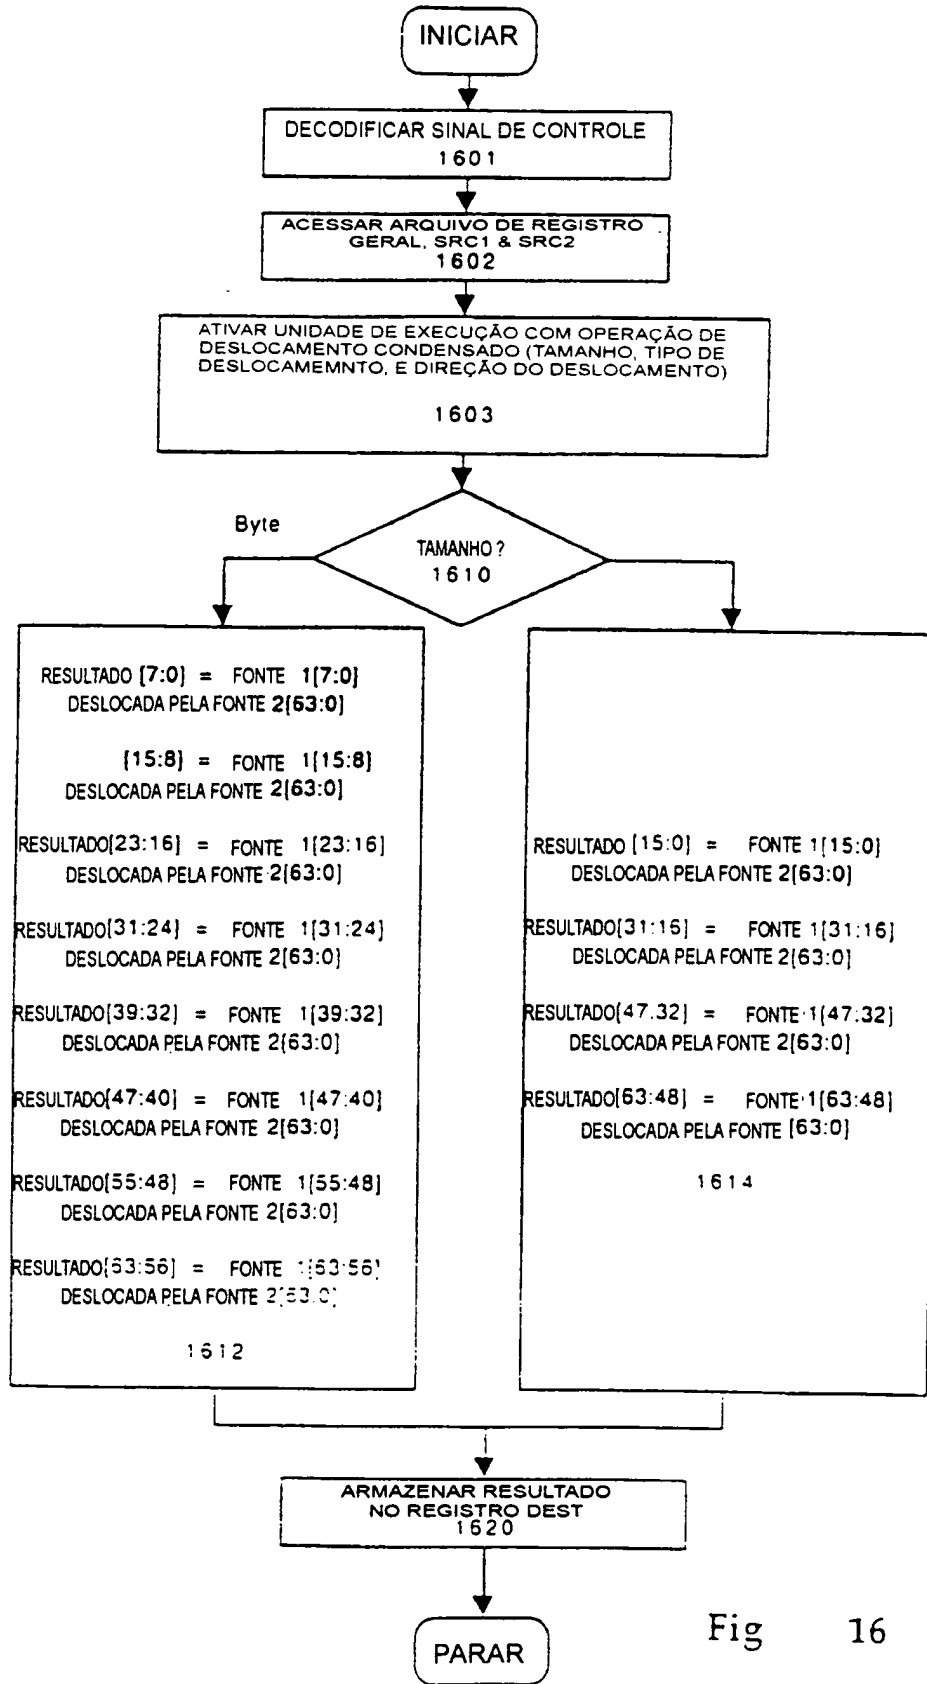 INICIAR
DECODIFICAR SINAL DE CONTROLE
1601
ACESSAR ARQUIVO DE REGISTRO
GERAL, SRC1 & SRC2
1602
ATIVAR UNIDADE DE EXECUÇÃO COM OPERAÇÃO DE
DESLOCAMENTO CONDENSADO (TAMANHO, TIPO DE
DESLOCAMEMNTO, E DIREÇÃO DO DESLOCAMENTO)
1603
Byte
TAMANHO ?
1610
RESULTADO [7:0] = FONTE 1[7:0]
DESLOCADA PELA FONTE 2[63:0]
[15:8] = FONTE 1[15:8]
DESLOCADA PELA FONTE 2[63:0]
RESULTADO[23:16] = FONTE 1[23:16]
DESLOCADA PELA FONTE 2[63:0]
RESULTADO[31:24] = FONTE 1[31:24]
DESLOCADA PELA FONTE 2[63:0]
RESULTADO[39:32] = FONTE 1[39:32]
DESLOCADA PELA FONTE 2[63:0]
RESULTADO[47:40] = FONTE 1[47:40]
DESLOCADA PELA FONTE 2[63:0]
RESULTADO[55:48] = FONTE 1[55:48]
DESLOCADA PELA FONTE 2[63:0]
RESULTADO[63:56] = FONTE 1[63:56]
DESLOCADA PELA FONTE 2[63:0]
1612
RESULTADO [15:0] = FONTE 1[15:0]
DESLOCADA PELA FONTE 2[63:0]
RESULTADO[31:16] = FONTE 1[31:16]
DESLOCADA PELA FONTE 2[63:0]
RESULTADO[47.32] = FONTE 1[47:32]
DESLOCADA PELA FONTE 2[63:0]
RESULTADO[63:48] = FONTE 1[63:48]
DESLOCADA PELA FONTE [63:0]
1614
ARMAZENAR RESULTADO
NO REGISTRO DEST
1620
PARAR
Fig 16